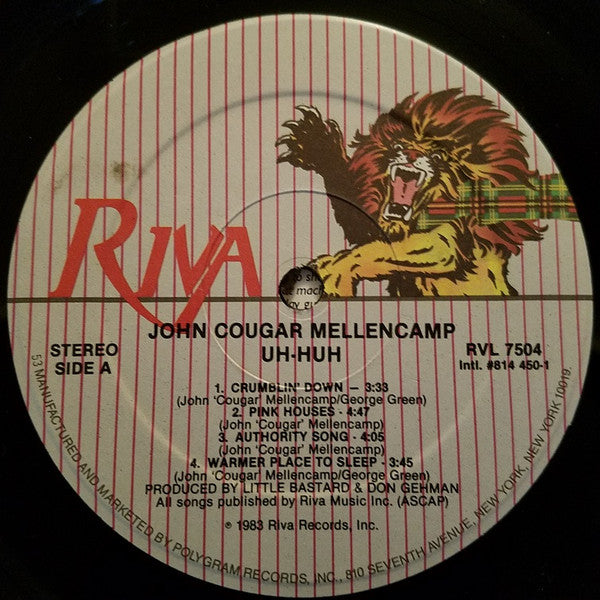 RIVA
JOHN COUGAR MELLENCAMP
UH-HUH
STEREO
SIDE A
RVL 7504
Intl. #814 450-1
1. CRUMBLIN' DOWN – 3:33
(John 'Cougar' Mellencamp/George Green)
2. PINK HOUSES - 4:47
(John 'Cougar' Mellencamp)
3. AUTHORITY SONG - 4:05
(John 'Cougar' Mellencamp)
4. WARMER PLACE TO SLEEP - 3:45
(John 'Cougar' Mellencamp/George Green)
PRODUCED BY LITTLE BASTARD & DON GEHMAN
All songs published by Riva Music Inc. (ASCAP)
℗ 1983 Riva Records, Inc.
53 MANUFACTURED AND MARKETED BY POLYGRAM RECORDS, INC., 810 SEVENTH AVENUE, NEW YORK, NEW YORK 10019.